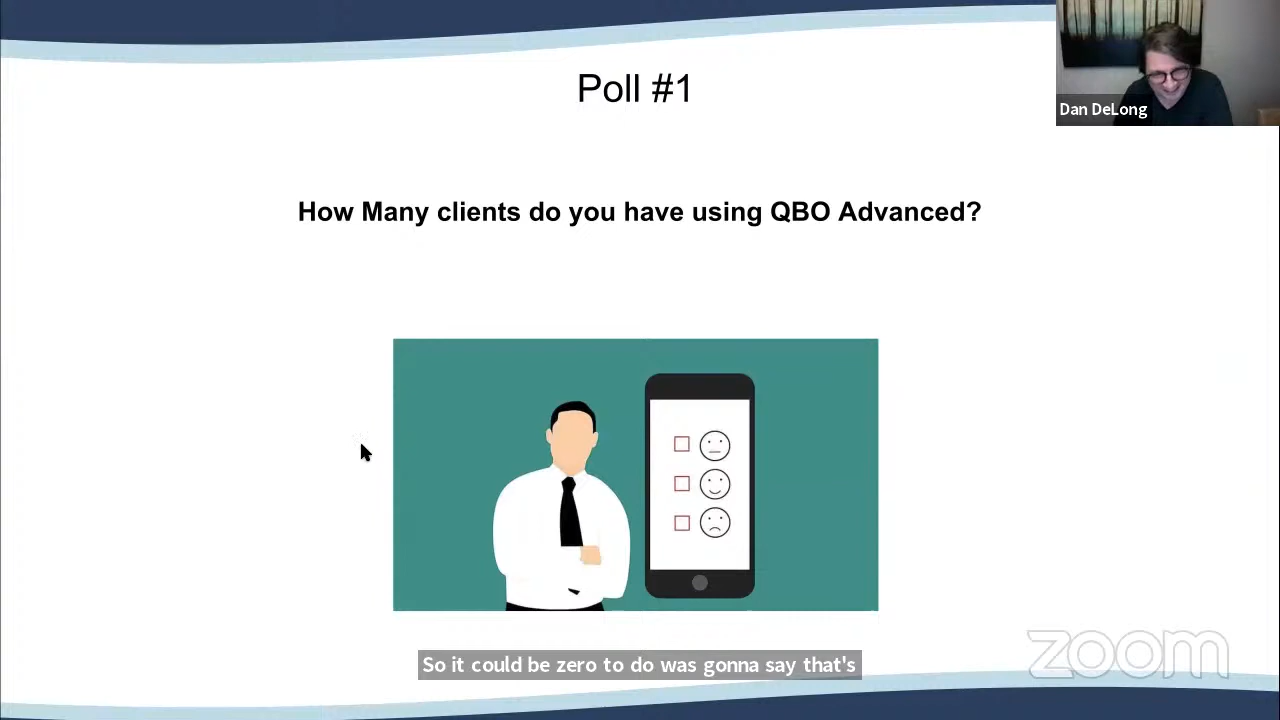 Poll #1
Dan DeLong
How Many clients do you have using QBO Advanced?
So it could be zero to do was gonna say that's
zoom